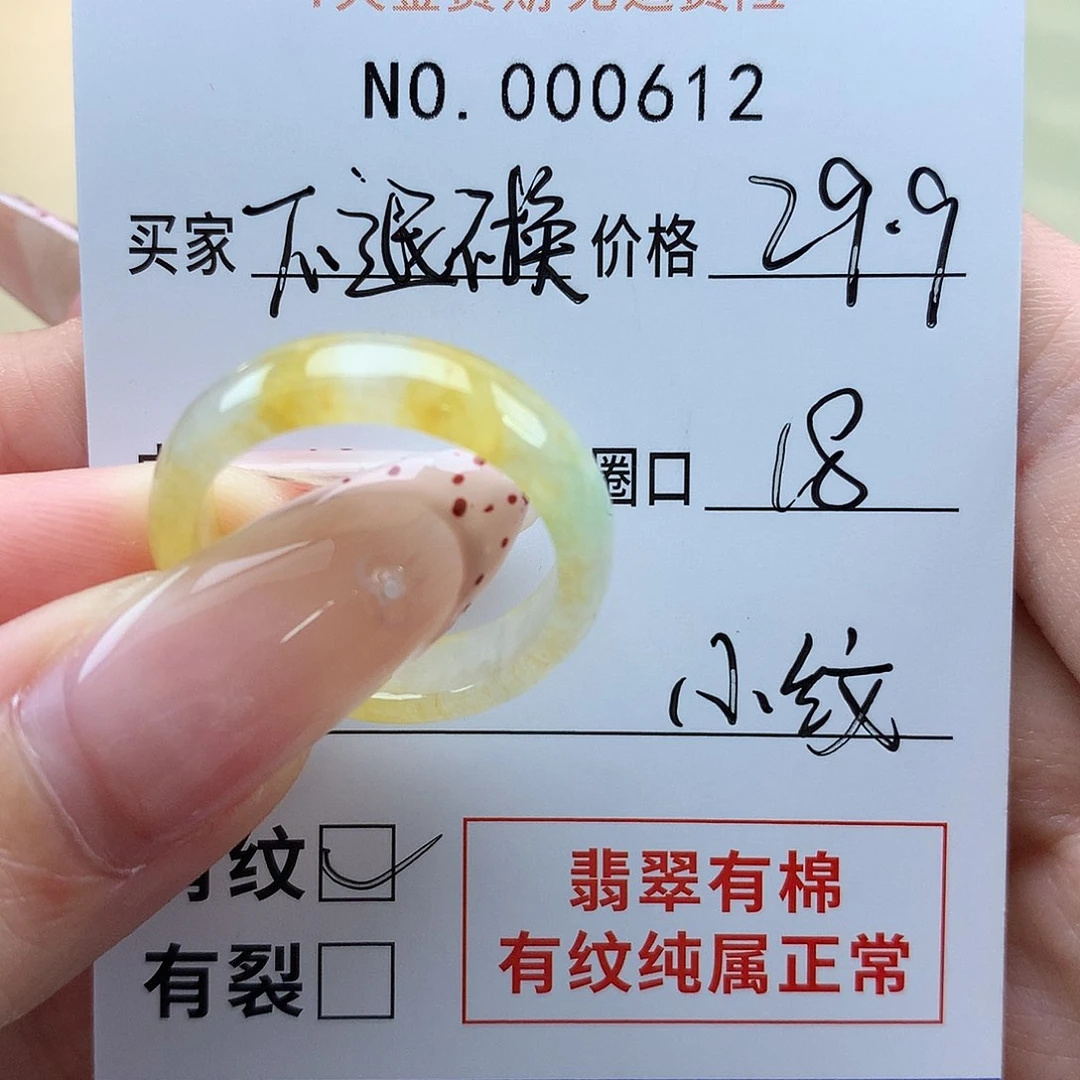 NO. 000612
买家 不退不换 价格 29.9
圈口 18
小纹
有纹
翡翠有棉
有纹纯属正常
有裂